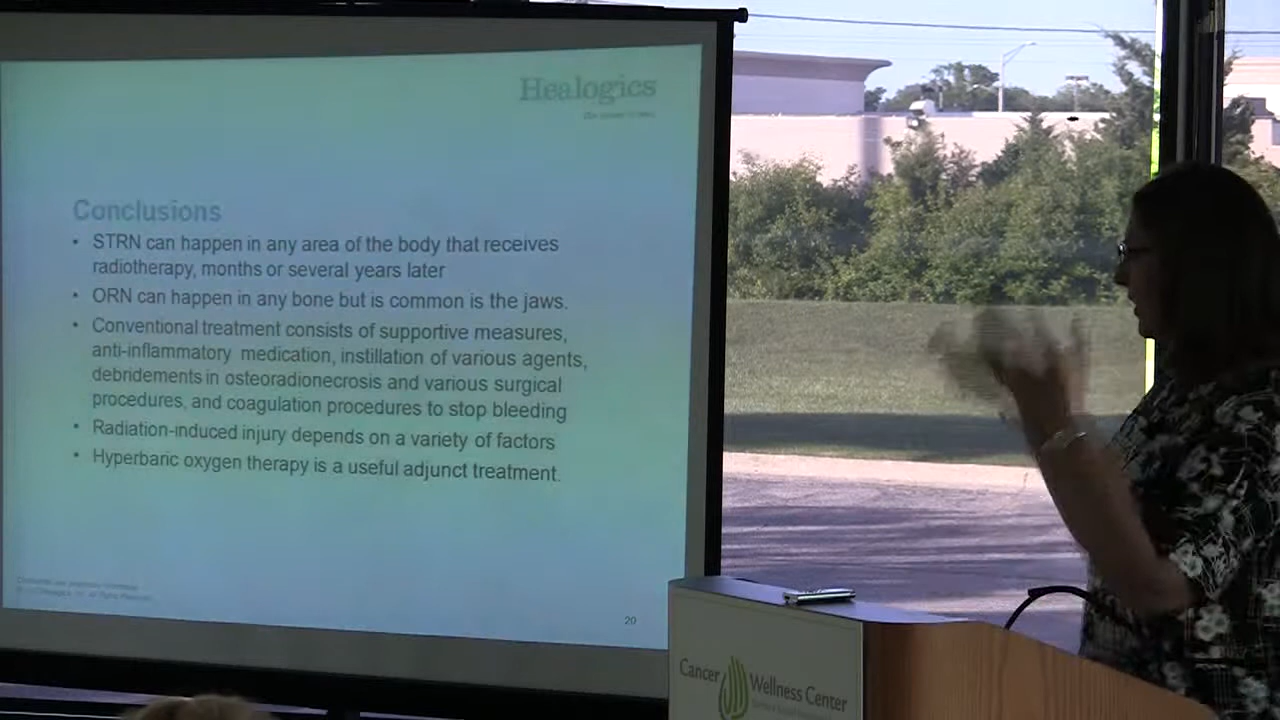 Healogics
Conclusions
• STRN can happen in any area of the body that receives
radiotherapy, months or several years later
• ORN can happen in any bone but is common is the jaws.
• Conventional treatment consists of supportive measures,
anti-inflammatory medication, instillation of various agents,
debridements in osteoradionecrosis and various surgical
procedures, and coagulation procedures to stop bleeding
• Radiation-induced injury depends on a variety of factors
• Hyperbaric oxygen therapy is a useful adjunct treatment.
20
Cancer Wellness Center